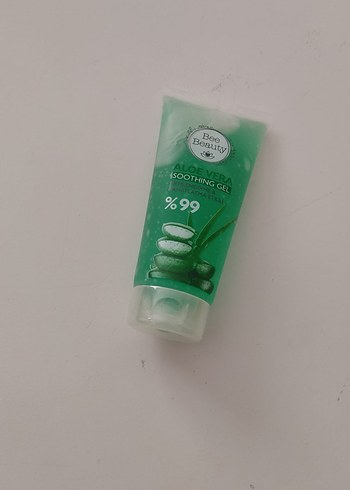 Bee
Beauty
ALOE VERA
SOOTHING GEL
%99